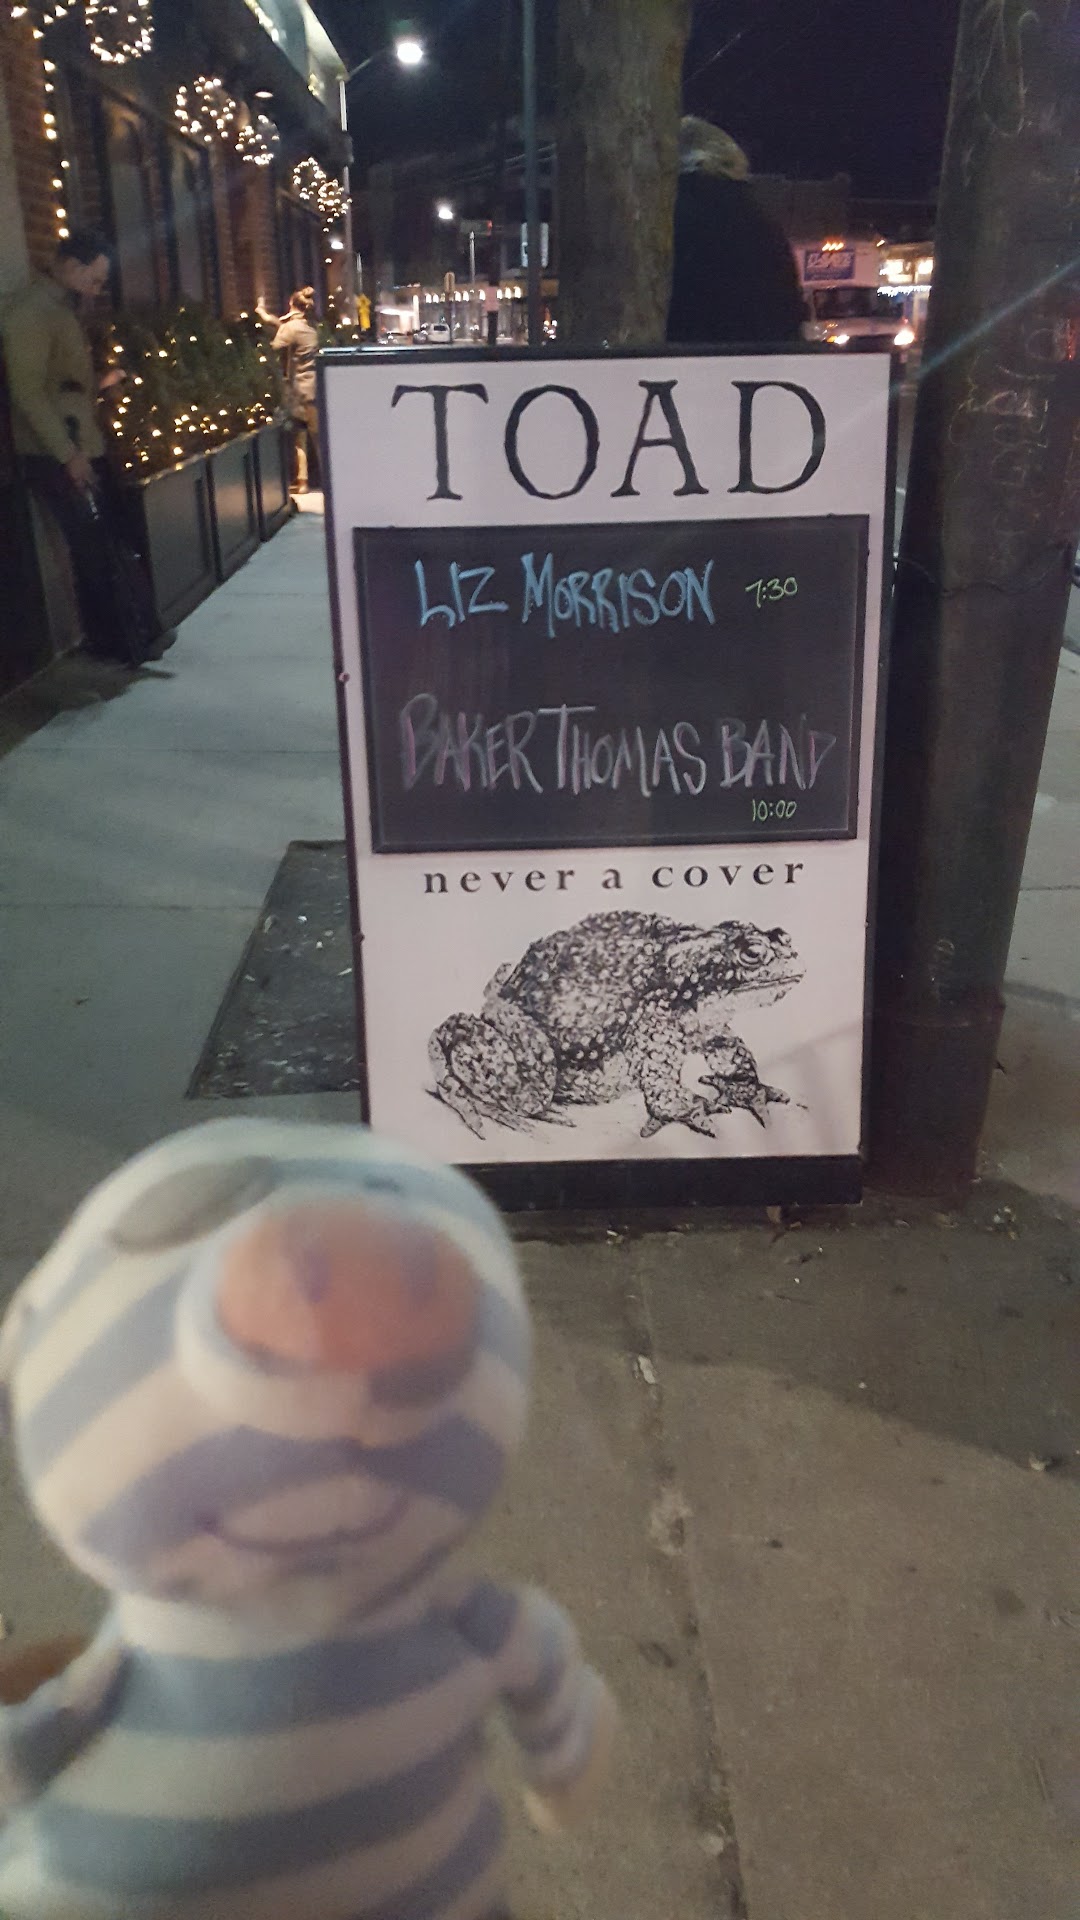 TOAD
LIZ MORRISON 7:30
BAKER THOMAS BAND
10:00
never a cover